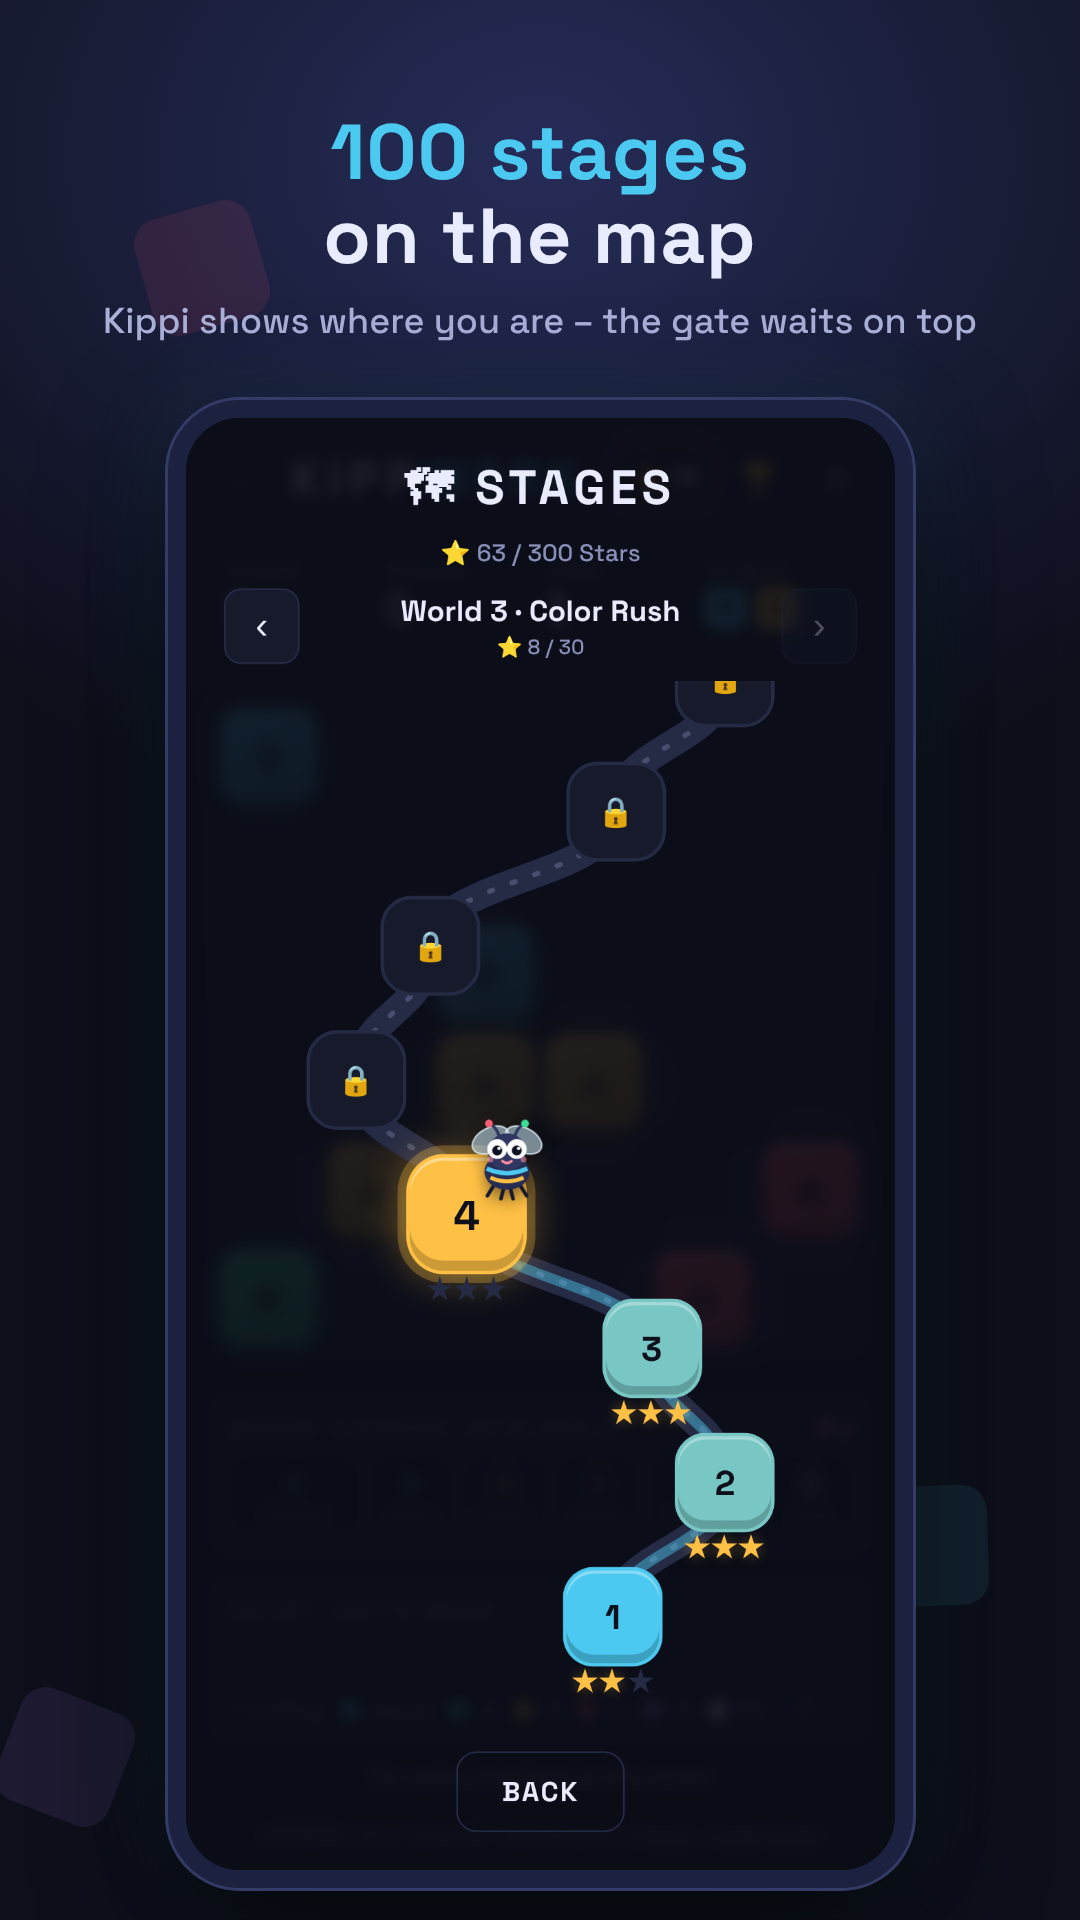 100 stages
on the map
Kippi shows where you are – the gate waits on top
STAGES
63 / 300 Stars
‹
World 3 · Color Rush
›
8 / 30
4
3
2
1
BACK